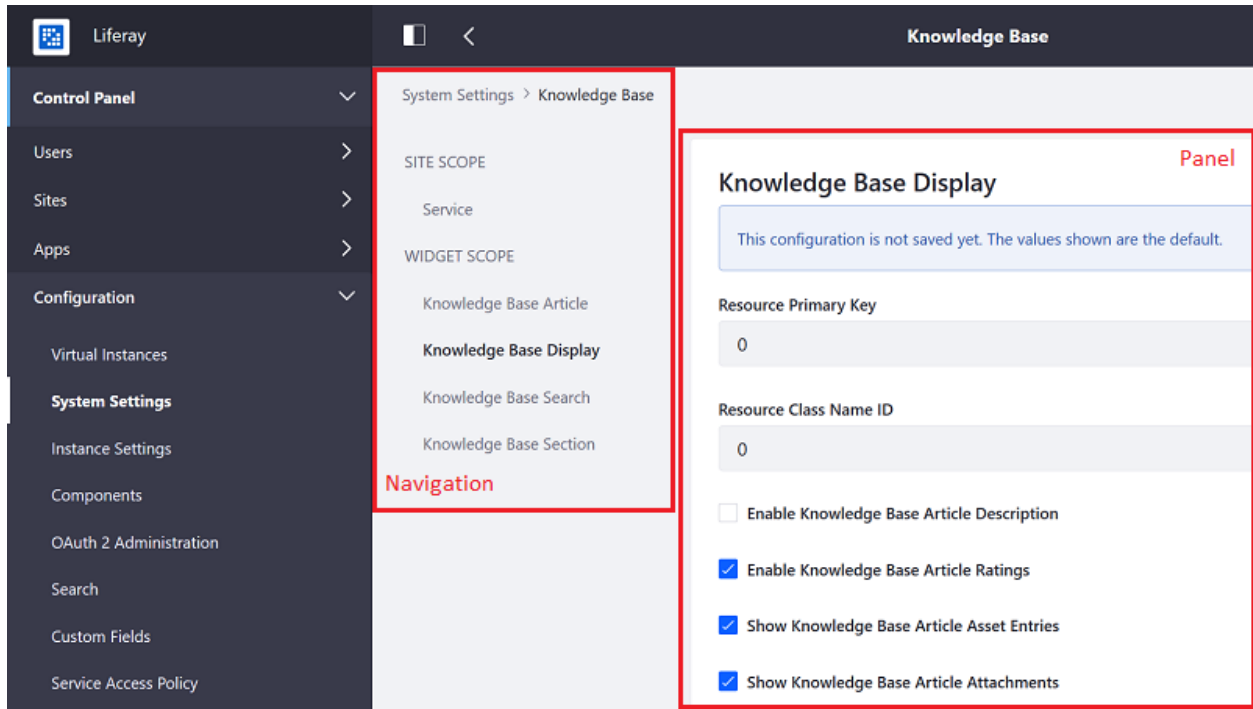 Liferay
Control Panel
Users
Sites
Apps
Configuration
Virtual Instances
System Settings
Instance Settings
Components
OAuth 2 Administration
Search
Custom Fields
Service Access Policy
Knowledge Base
System Settings > Knowledge Base
SITE SCOPE
Service
WIDGET SCOPE
Knowledge Base Article
Knowledge Base Display
Knowledge Base Search
Knowledge Base Section
Navigation
Panel
Knowledge Base Display
This configuration is not saved yet. The values shown are the default.
Resource Primary Key
0
Resource Class Name ID
0
Enable Knowledge Base Article Description
Enable Knowledge Base Article Ratings
Show Knowledge Base Article Asset Entries
Show Knowledge Base Article Attachments